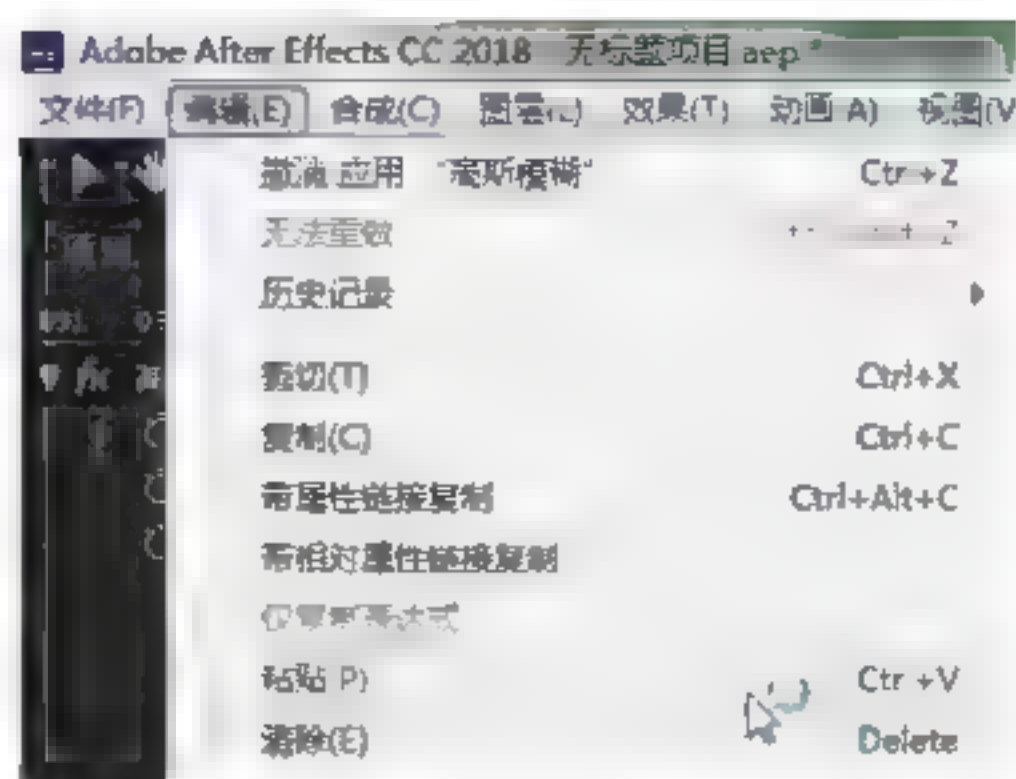 Adobe After Effects CC 2018 无标题项目.aep *
文件(F) 编辑(E) 合成(C) 图层(L) 效果(T) 动画(A) 视图(V
撤消 应用 "高斯模糊" Ctrl+Z
无法重做
历史记录
剪切(T) Ctrl+X
复制(C) Ctrl+C
带属性链接复制 Ctrl+Alt+C
带相对属性链接复制
仅复制表达式
粘贴(P) Ctrl+V
清除(E) Delete